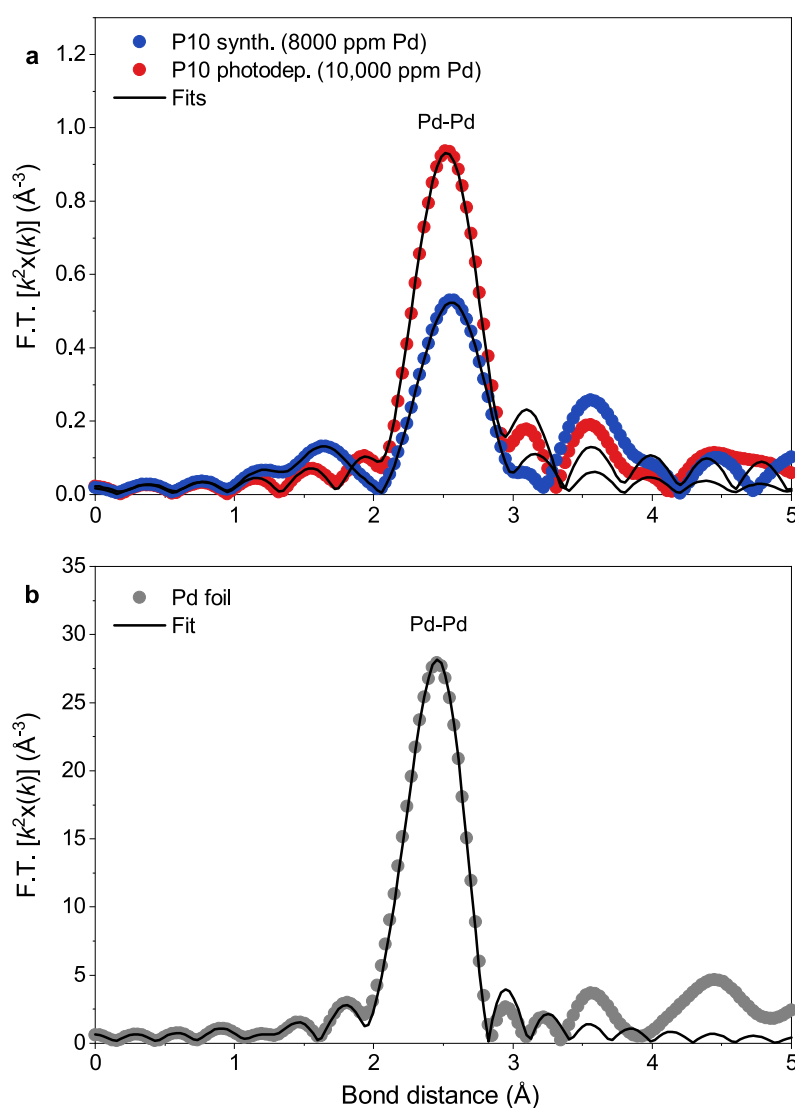 a
P10 synth. (8000 ppm Pd)
P10 photodep. (10,000 ppm Pd)
Fits
Pd-Pd
F.T. [k²x(k)] (Å⁻³)
1.2
1.0
0.8
0.6
0.4
0.2
0.0
0 1 2 3 4 5
b
Pd foil
Fit
Pd-Pd
F.T. [k²x(k)] (Å⁻³)
35
30
25
20
15
10
5
0
0 1 2 3 4 5
Bond distance (Å)